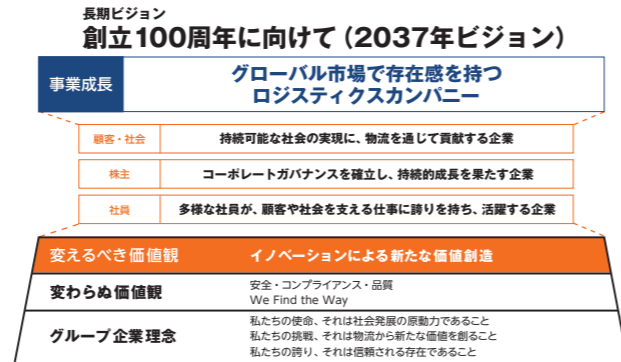 長期ビジョン
創立100周年に向けて（2037年ビジョン）
事業成長
グローバル市場で存在感を持つ
ロジスティクスカンパニー
顧客・社会
持続可能な社会の実現に、物流を通じて貢献する企業
株主
コーポレートガバナンスを確立し、持続的成長を果たす企業
社員
多様な社員が、顧客や社会を支える仕事に誇りを持ち、活躍する企業
変えるべき価値観
イノベーションによる新たな価値創造
変わらぬ価値観
安全・コンプライアンス・品質
We Find the Way
グループ企業理念
私たちの使命、それは社会発展の原動力であること
私たちの挑戦、それは物流から新たな価値を創ること
私たちの誇り、それは信頼される存在であること